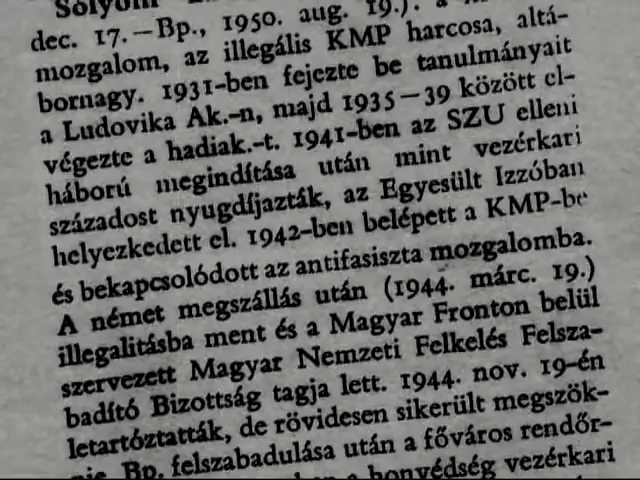 Sólyom
dec. 17.—Bp., 1950. aug. 19.). a
mozgalom, az illegális KMP harcosa, altá-
bornagy. 1931-ben fejezte be tanulmányait
a Ludovika Ak.-n, majd 1935—39 között el-
végezte a hadiak.-t. 1941-ben az SZU elleni
háború megindítása után mint vezérkari
századost nyugdíjazták, az Egyesült Izzóban
helyezkedett el. 1942-ben belépett a KMP-be
és bekapcsolódott az antifasiszta mozgalomba.
A német megszállás után (1944. márc. 19.)
illegalitásba ment és a Magyar Fronton belül
szervezett Magyar Nemzeti Felkelés Felsza-
badító Bizottság tagja lett. 1944. nov. 19-én
letartóztatták, de rövidesen sikerült megszök-
nie. Bp. felszabadulása után a főváros rendőr-
a honvédség vezérkari